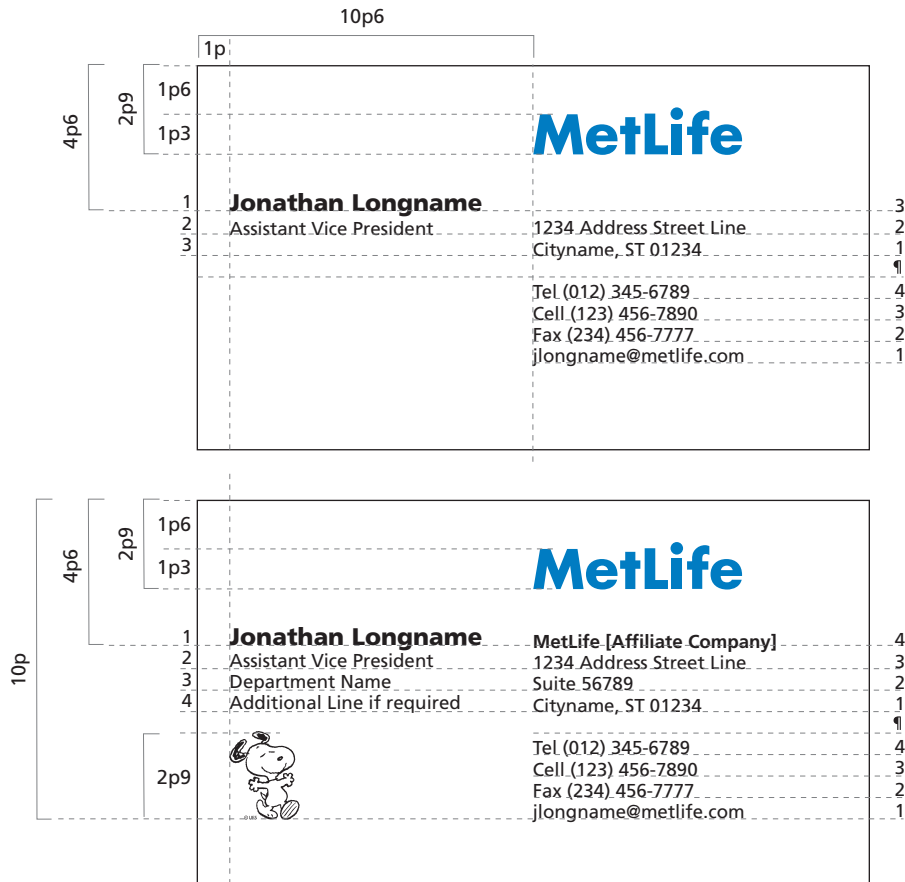 10p6
1p
4p6
2p9
1p6
1p3
MetLife
1 Jonathan Longname 3
2 Assistant Vice President 1234 Address Street Line 2
3 Cityname, ST 01234 1
¶
Tel (012) 345-6789 4
Cell (123) 456-7890 3
Fax (234) 456-7777 2
jlongname@metlife.com 1
10p
4p6
2p9
1p6
1p3
MetLife
1 Jonathan Longname MetLife [Affiliate Company] 4
2 Assistant Vice President 1234 Address Street Line 3
3 Department Name Suite 56789 2
4 Additional Line if required Cityname, ST 01234 1
¶
2p9
Tel (012) 345-6789 4
Cell (123) 456-7890 3
Fax (234) 456-7777 2
jlongname@metlife.com 1